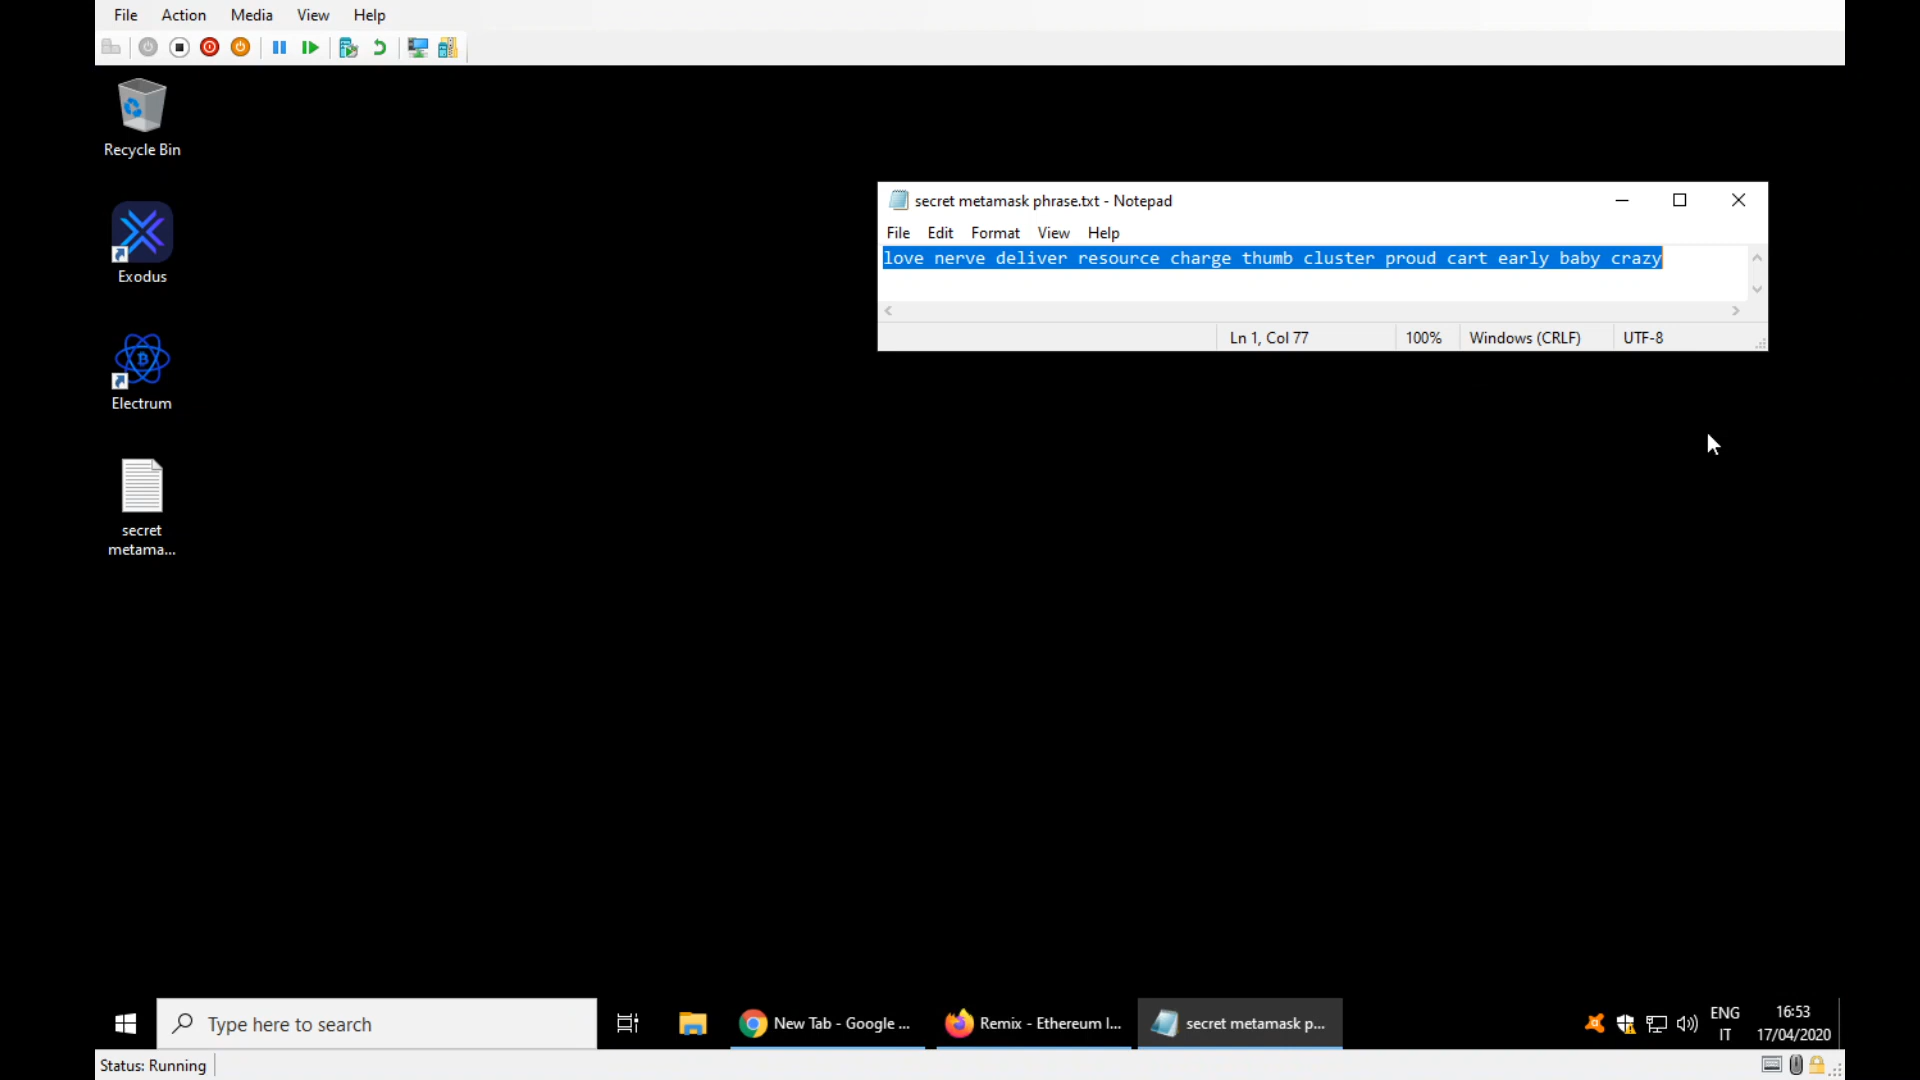 File Action Media View Help
Recycle Bin
Exodus
Electrum
secret
metama...
secret metamask phrase.txt - Notepad
File Edit Format View Help
love nerve deliver resource charge thumb cluster proud cart early baby crazy
Ln 1, Col 77 100% Windows (CRLF) UTF-8
Type here to search
New Tab - Google ...
Remix - Ethereum I...
secret metamask p...
ENG
IT
16:53
17/04/2020
Status: Running